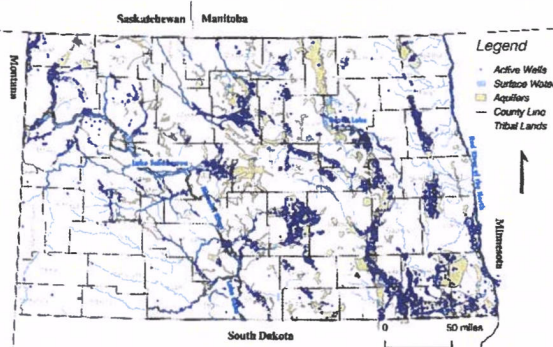 Saskatchewan | Manitoba
Montana
Legend
Active Wells
Surface Wate
Aquifers
County Line
Tribal Lands
Lake Sakakawea
Red River of the North
Minnesota
South Dakota
0 50 miles